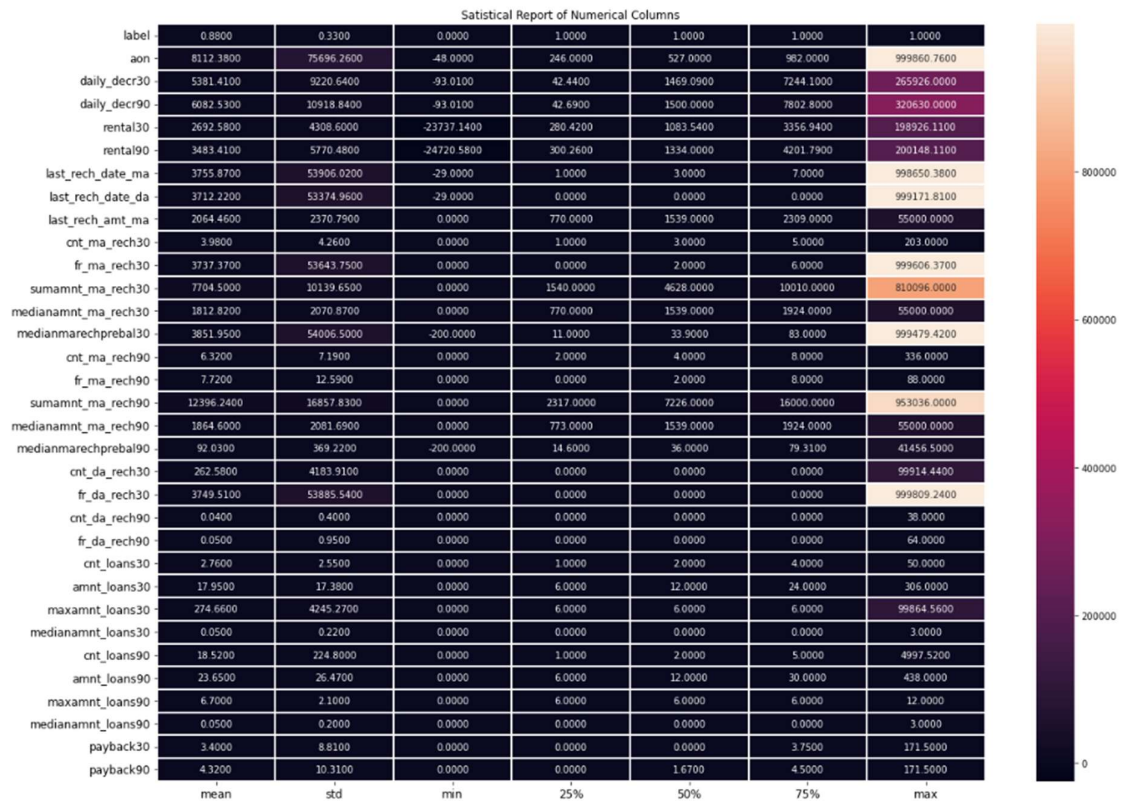 Satistical Report of Numerical Columns
label 0.8800 0.3300 0.0000 1.0000 1.0000 1.0000 1.0000
aon 8112.3800 75696.2600 -48.0000 246.0000 527.0000 982.0000 999860.7600
daily_decr30 5381.4100 9220.6400 -93.0100 42.4400 1469.0900 7244.1000 265926.0000
daily_decr90 6082.5300 10918.8400 -93.0100 42.6900 1500.0000 7802.8000 320630.0000
rental30 2692.5800 4308.6000 -23737.1400 280.4200 1083.5400 3356.9400 198926.1100
rental90 3483.4100 5770.4800 -24720.5800 300.2600 1334.0000 4201.7900 200148.1100
last_rech_date_ma 3755.8700 53906.0200 -29.0000 1.0000 3.0000 7.0000 998650.3800
800000
last_rech_date_da 3712.2200 53374.9600 -29.0000 0.0000 0.0000 0.0000 999171.8100
last_rech_amt_ma 2064.4600 2370.7900 0.0000 770.0000 1539.0000 2309.0000 55000.0000
cnt_ma_rech30 3.9800 4.2600 0.0000 1.0000 3.0000 5.0000 203.0000
fr_ma_rech30 3737.3700 53643.7500 0.0000 0.0000 2.0000 6.0000 999606.3700
sumamnt_ma_rech30 7704.5000 10139.6500 0.0000 1540.0000 4628.0000 10010.0000 810096.0000
medianamnt_ma_rech30 1812.8200 2070.8700 0.0000 770.0000 1539.0000 1924.0000 55000.0000
600000
medianmarechprebal30 3851.9500 54006.5000 -200.0000 11.0000 33.9000 83.0000 999479.4200
cnt_ma_rech90 6.3200 7.1900 0.0000 2.0000 4.0000 8.0000 336.0000
fr_ma_rech90 7.7200 12.5900 0.0000 0.0000 2.0000 8.0000 88.0000
sumamnt_ma_rech90 12396.2400 16857.8300 0.0000 2317.0000 7226.0000 16000.0000 953036.0000
medianamnt_ma_rech90 1864.6000 2081.6900 0.0000 773.0000 1539.0000 1924.0000 55000.0000
medianmarechprebal90 92.0300 369.2200 -200.0000 14.6000 36.0000 79.3100 41456.5000
cnt_da_rech30 262.5800 4183.9100 0.0000 0.0000 0.0000 0.0000 99914.4400
400000
fr_da_rech30 3749.5100 53885.5400 0.0000 0.0000 0.0000 0.0000 999809.2400
cnt_da_rech90 0.0400 0.4000 0.0000 0.0000 0.0000 0.0000 38.0000
fr_da_rech90 0.0500 0.9500 0.0000 0.0000 0.0000 0.0000 64.0000
cnt_loans30 2.7600 2.5500 0.0000 1.0000 2.0000 4.0000 50.0000
amnt_loans30 17.9500 17.3800 0.0000 6.0000 12.0000 24.0000 306.0000
maxamnt_loans30 274.6600 4245.2700 0.0000 6.0000 6.0000 6.0000 99864.5600
200000
medianamnt_loans30 0.0500 0.2200 0.0000 0.0000 0.0000 0.0000 3.0000
cnt_loans90 18.5200 224.8000 0.0000 1.0000 2.0000 5.0000 4997.5200
amnt_loans90 23.6500 26.4700 0.0000 6.0000 12.0000 30.0000 438.0000
maxamnt_loans90 6.7000 2.1000 0.0000 6.0000 6.0000 6.0000 12.0000
medianamnt_loans90 0.0500 0.2000 0.0000 0.0000 0.0000 0.0000 3.0000
payback30 3.4000 8.8100 0.0000 0.0000 0.0000 3.7500 171.5000
payback90 4.3200 10.3100 0.0000 0.0000 1.6700 4.5000 171.5000
0
mean std min 25% 50% 75% max